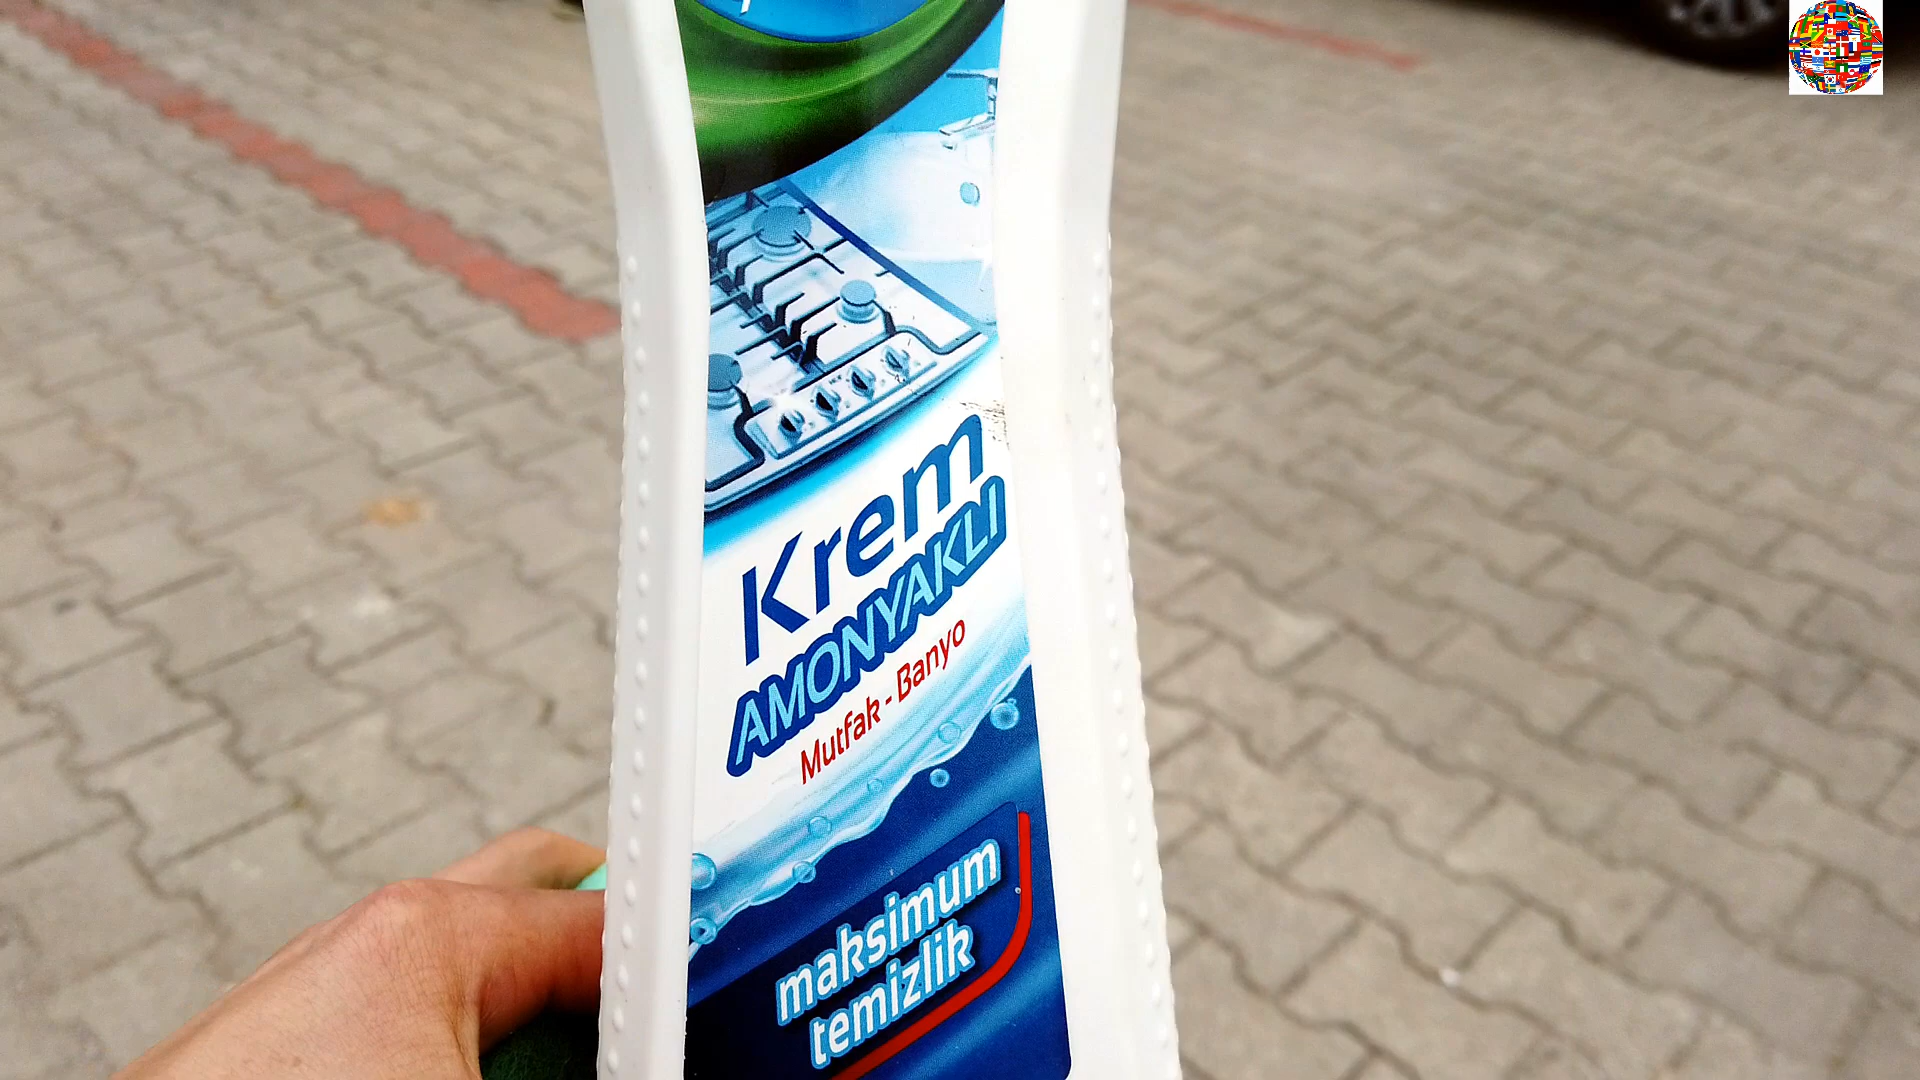 Krem
AMONYAKLI
Mutfak - Banyo
maksimum
temizlik